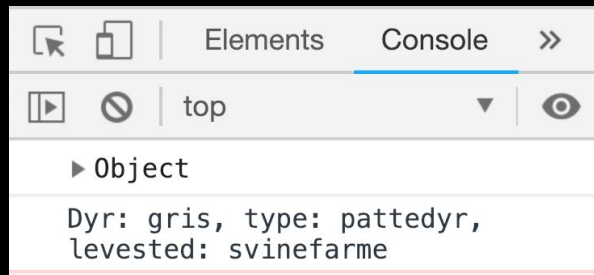 Elements Console »
top
Object
Dyr: gris, type: pattedyr,
levested: svinefarme